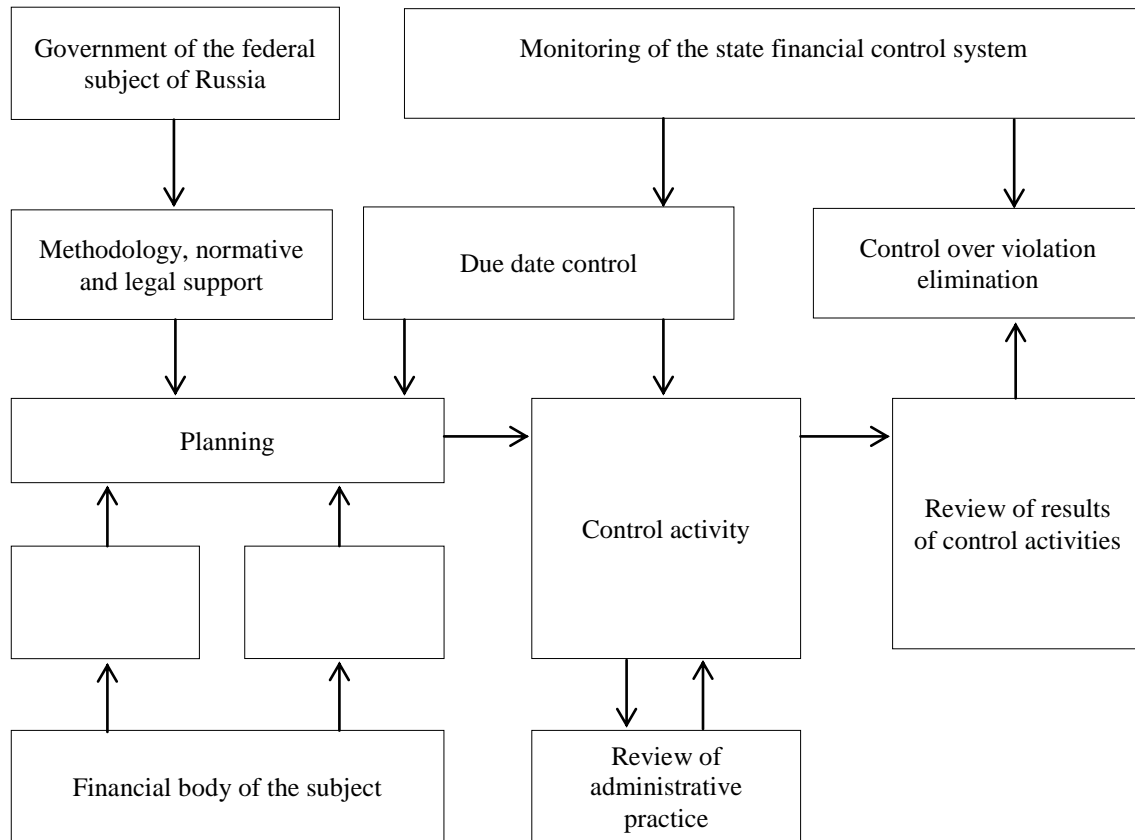 Government of the federal
subject of Russia
Monitoring of the state financial control system
Methodology, normative
and legal support
Due date control
Control over violation
elimination
Planning
Control activity
Review of results
of control activities
Financial body of the subject
Review of
administrative
practice